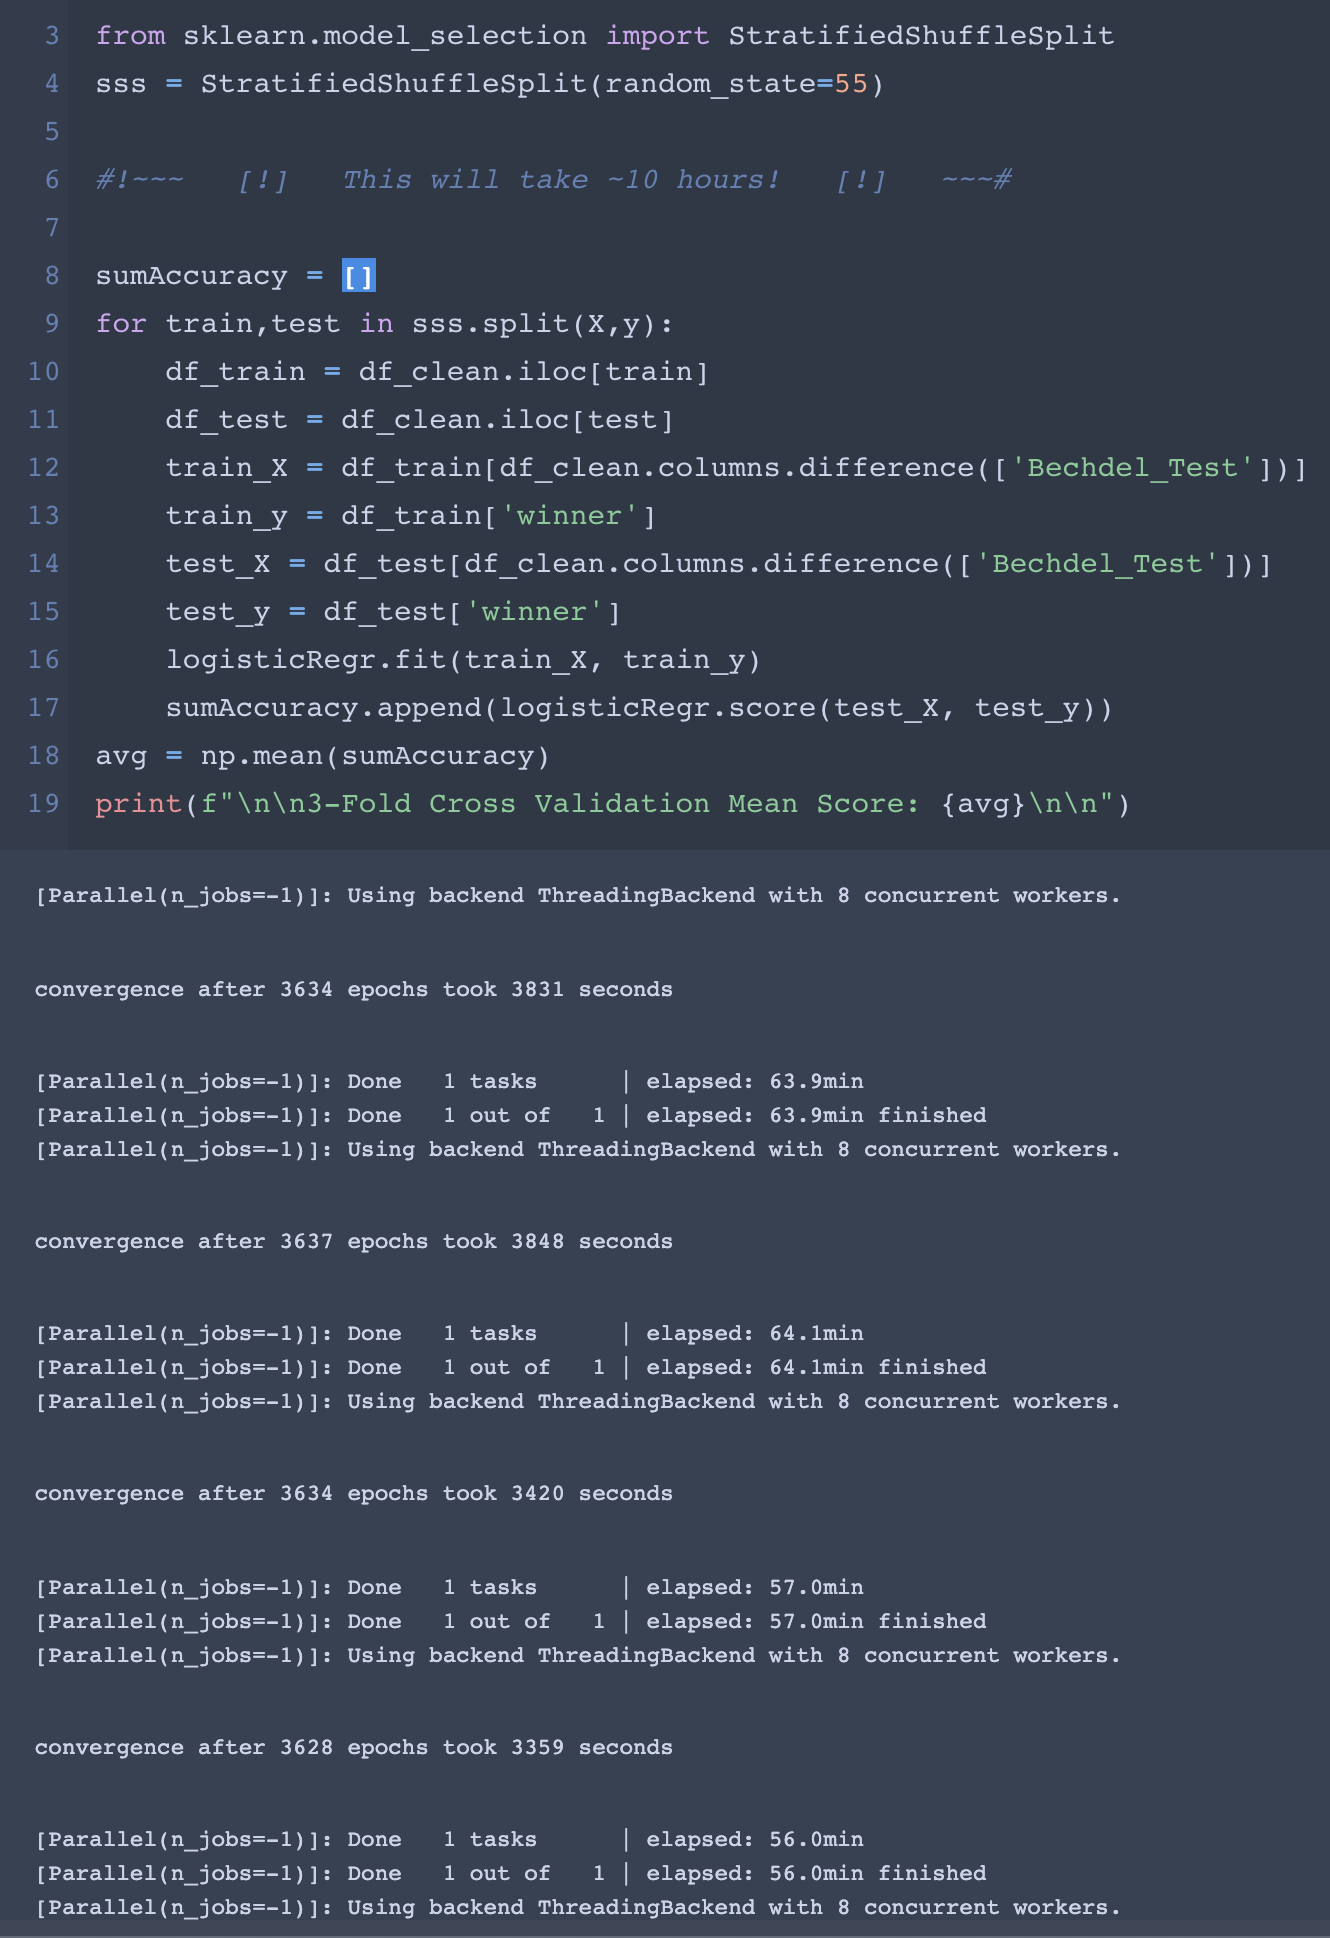 3 from sklearn.model_selection import StratifiedShuffleSplit
4 sss = StratifiedShuffleSplit(random_state=55)
5
6 #!~~~   [!]   This will take ~10 hours!   [!]   ~~~#
7
8 sumAccuracy = []
9 for train,test in sss.split(X,y):
10     df_train = df_clean.iloc[train]
11     df_test = df_clean.iloc[test]
12     train_X = df_train[df_clean.columns.difference(['Bechdel_Test'])]
13     train_y = df_train['winner']
14     test_X = df_test[df_clean.columns.difference(['Bechdel_Test'])]
15     test_y = df_test['winner']
16     logisticRegr.fit(train_X, train_y)
17     sumAccuracy.append(logisticRegr.score(test_X, test_y))
18 avg = np.mean(sumAccuracy)
19 print(f"\n\n3-Fold Cross Validation Mean Score: {avg}\n\n")
[Parallel(n_jobs=-1)]: Using backend ThreadingBackend with 8 concurrent workers.
convergence after 3634 epochs took 3831 seconds
[Parallel(n_jobs=-1)]: Done   1 tasks      | elapsed: 63.9min
[Parallel(n_jobs=-1)]: Done   1 out of   1 | elapsed: 63.9min finished
[Parallel(n_jobs=-1)]: Using backend ThreadingBackend with 8 concurrent workers.
convergence after 3637 epochs took 3848 seconds
[Parallel(n_jobs=-1)]: Done   1 tasks      | elapsed: 64.1min
[Parallel(n_jobs=-1)]: Done   1 out of   1 | elapsed: 64.1min finished
[Parallel(n_jobs=-1)]: Using backend ThreadingBackend with 8 concurrent workers.
convergence after 3634 epochs took 3420 seconds
[Parallel(n_jobs=-1)]: Done   1 tasks      | elapsed: 57.0min
[Parallel(n_jobs=-1)]: Done   1 out of   1 | elapsed: 57.0min finished
[Parallel(n_jobs=-1)]: Using backend ThreadingBackend with 8 concurrent workers.
convergence after 3628 epochs took 3359 seconds
[Parallel(n_jobs=-1)]: Done   1 tasks      | elapsed: 56.0min
[Parallel(n_jobs=-1)]: Done   1 out of   1 | elapsed: 56.0min finished
[Parallel(n_jobs=-1)]: Using backend ThreadingBackend with 8 concurrent workers.